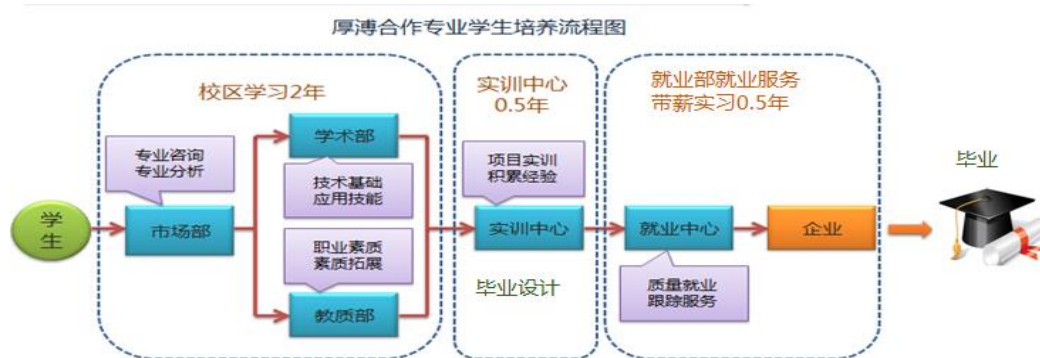 厚溥合作专业学生培养流程图
校区学习2年
实训中心
0.5年
就业部就业服务
带薪实习0.5年
专业咨询
专业分析
学术部
技术基础
应用技能
项目实训
积累经验
毕业
学
生
市场部
实训中心
就业中心
企业
职业素质
素质拓展
毕业设计
质量就业
跟踪服务
教质部